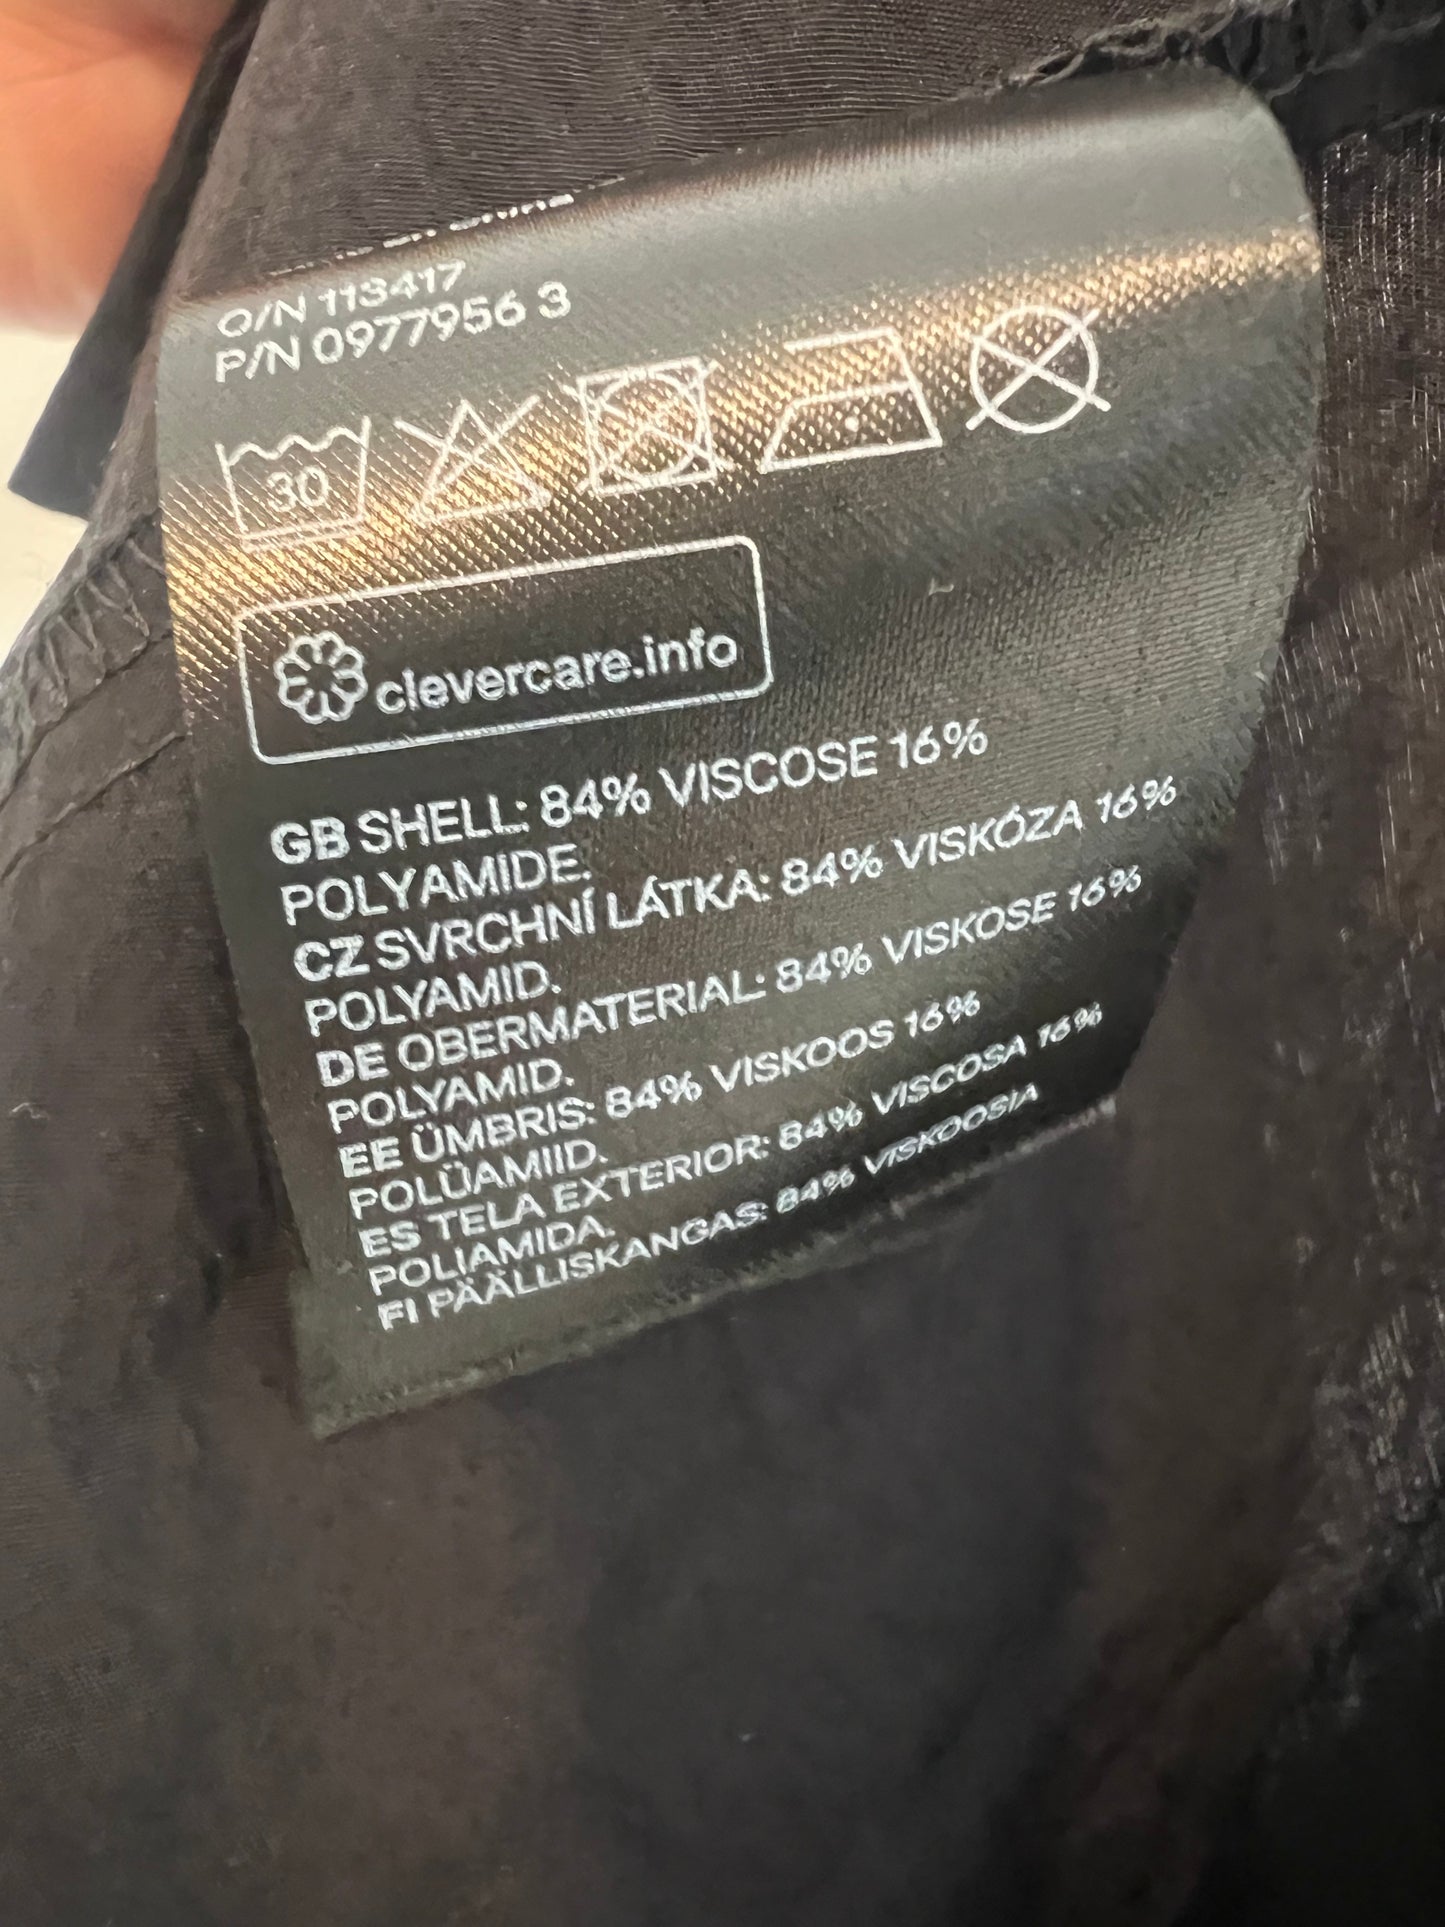 O/N 113417
P/N 0977956 3
30
clevercare.info
GB SHELL: 84% VISCOSE 16%
POLYAMIDE.
CZ SVRCHNÍ LÁTKA: 84% VISKÓZA 16%
POLYAMID.
DE OBERMATERIAL: 84% VISKOSE 16%
POLYAMID.
EE ÜMBRIS: 84% VISKOOS 16%
POLÜAMIID.
ES TELA EXTERIOR: 84% VISCOSA 16%
POLIAMIDA.
FI PÄÄLLISKANGAS: 84% VISKOOSIA